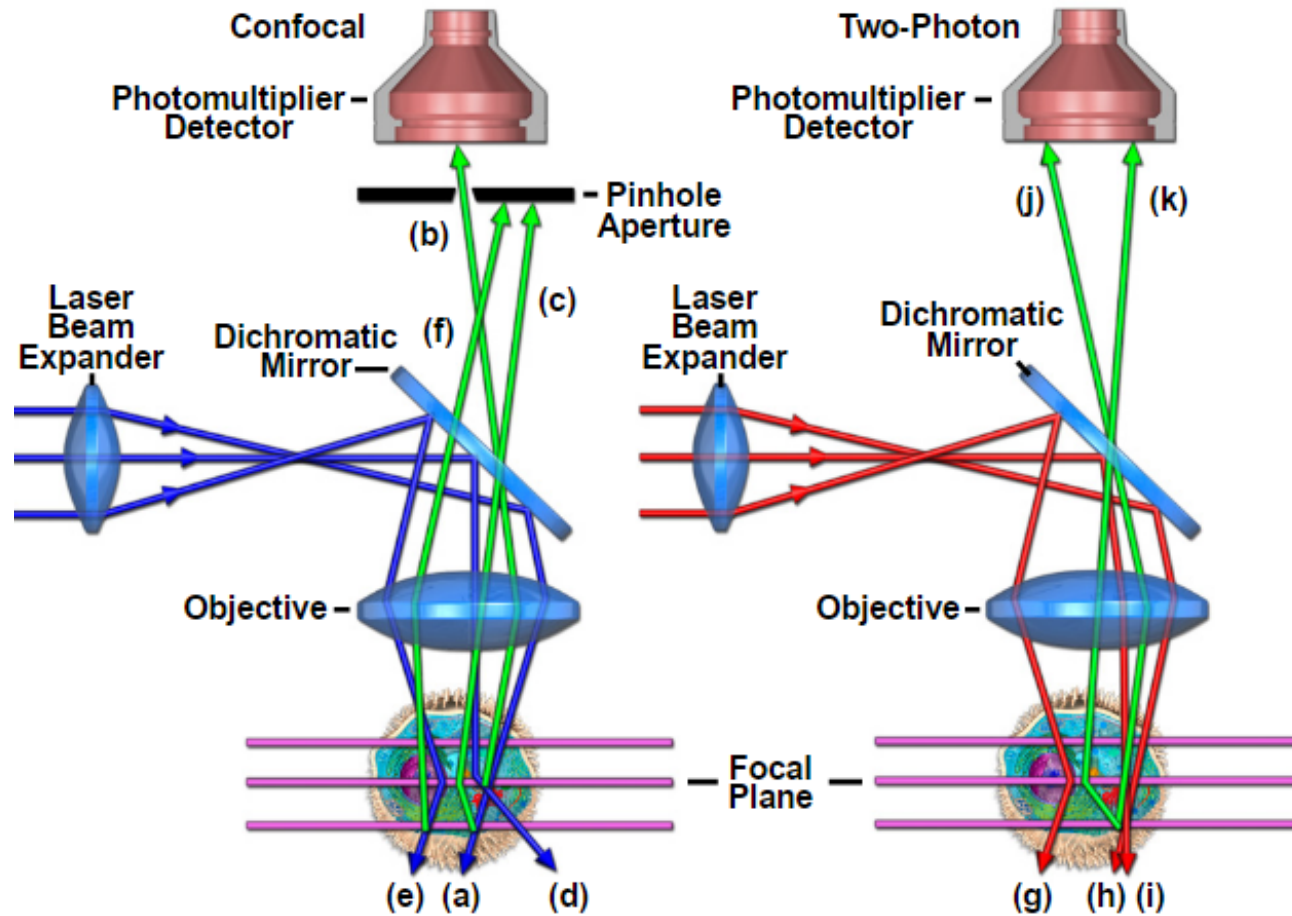 Confocal
Photomultiplier
Detector
Pinhole
Aperture
(b)
(c)
(f)
Laser
Beam
Expander
Dichromatic
Mirror
Objective
Focal
Plane
(e)
(a)
(d)
Two-Photon
Photomultiplier
Detector
(j)
(k)
Laser
Beam
Expander
Dichromatic
Mirror
Objective
(g)
(h)
(i)